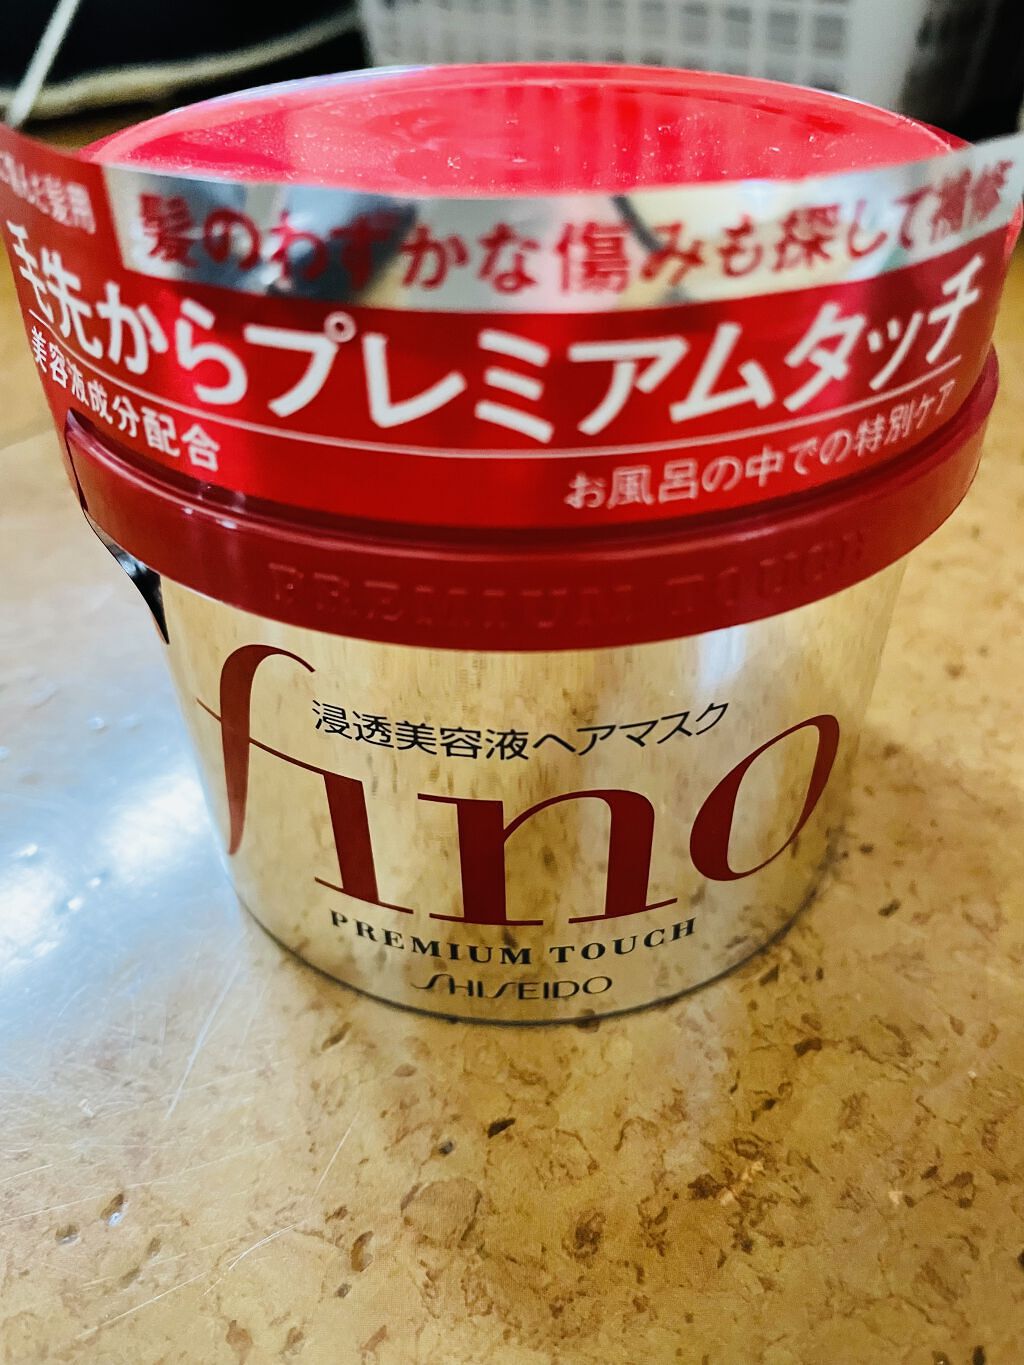 髪のわずかな傷みも探して補修
毛先からプレミアムタッチ
美容液成分配合
お風呂の中での特別ケア
PREMIUM TOUCH
浸透美容液ヘアマスク
fino
PREMIUM TOUCH
SHISEIDO